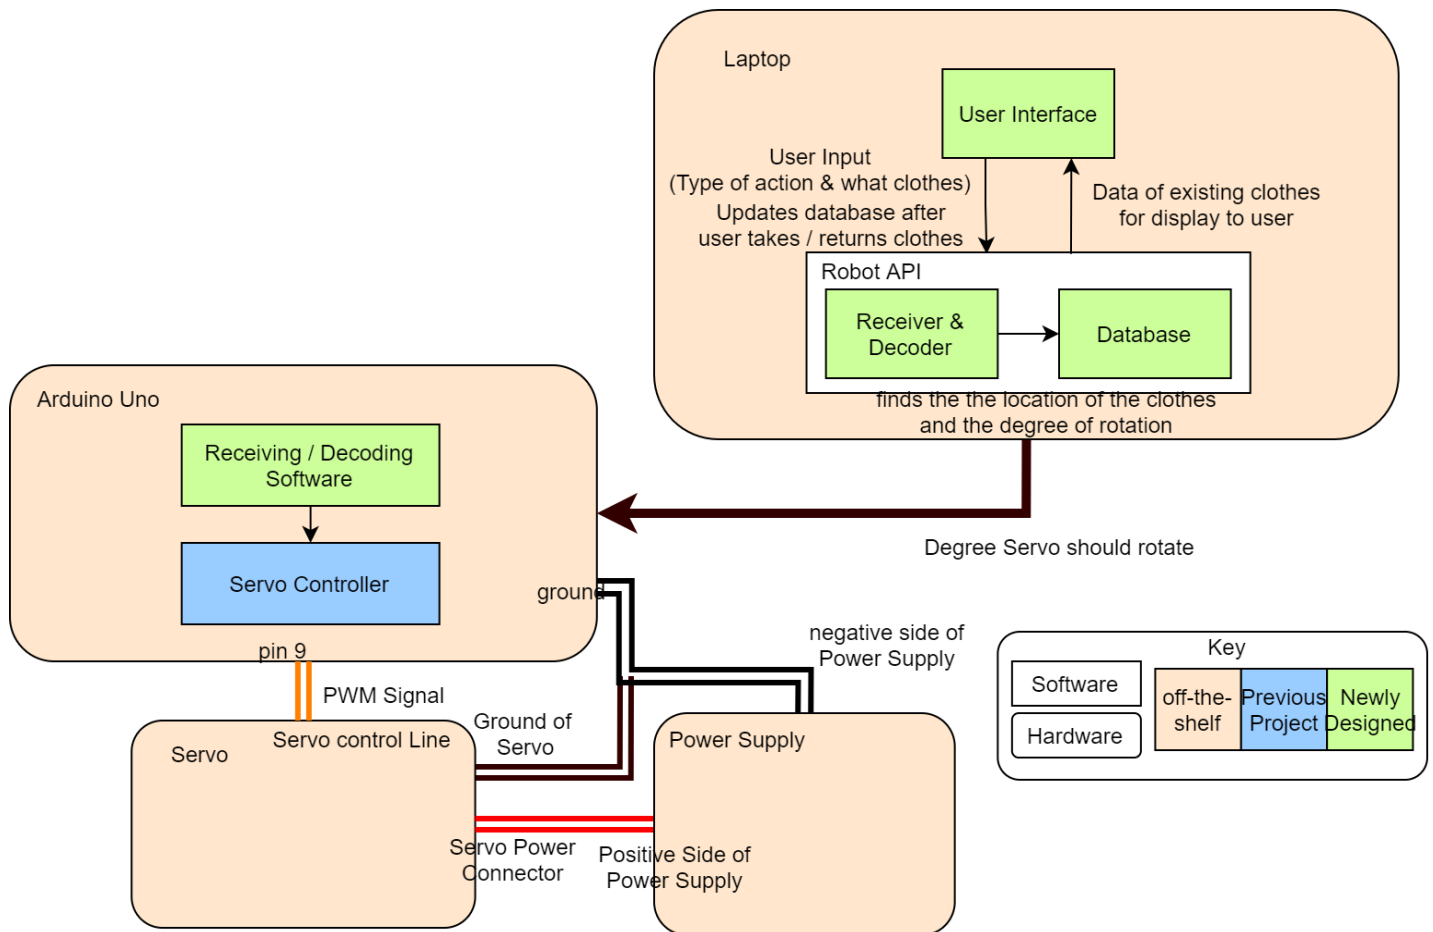 Laptop
User Interface
User Input
(Type of action & what clothes)
Updates database after
user takes / returns clothes
Data of existing clothes
for display to user
Robot API
Receiver &
Decoder
Database
finds the the location of the clothes
and the degree of rotation
Arduino Uno
Receiving / Decoding
Software
Servo Controller
ground
pin 9
Degree Servo should rotate
negative side of
Power Supply
PWM Signal
Servo control Line
Servo
Ground of
Servo
Power Supply
Servo Power
Connector
Positive Side of
Power Supply
Key
Software
Hardware
off-the-
shelf
Previous
Project
Newly
Designed